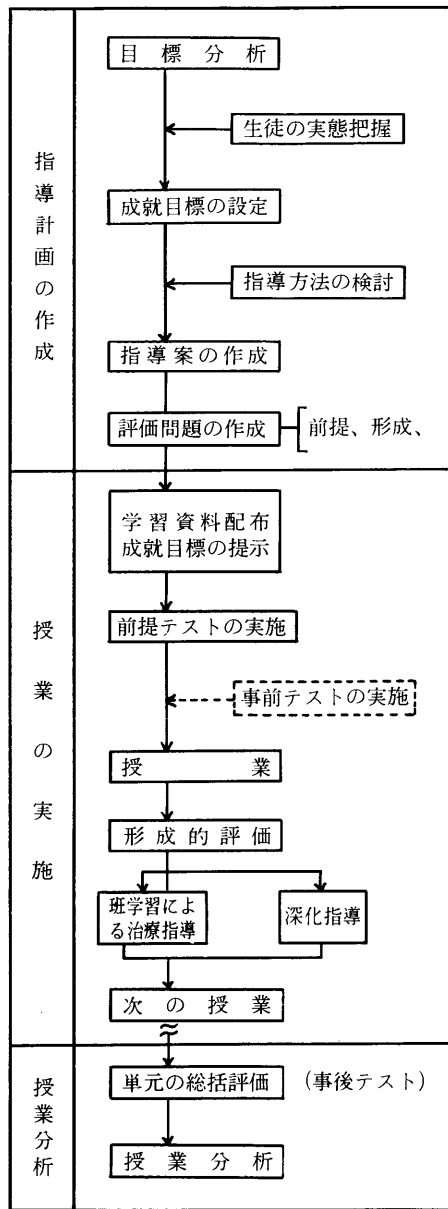 指導計画の作成
目標分析
生徒の実態把握
成就目標の設定
指導方法の検討
指導案の作成
評価問題の作成
前提、形成、
授業の実施
学習資料配布
成就目標の提示
前提テストの実施
事前テストの実施
授業
形成的評価
班学習によ
る治療指導
深化指導
次の授業
授業分析
単元の総括評価 (事後テスト)
授業分析